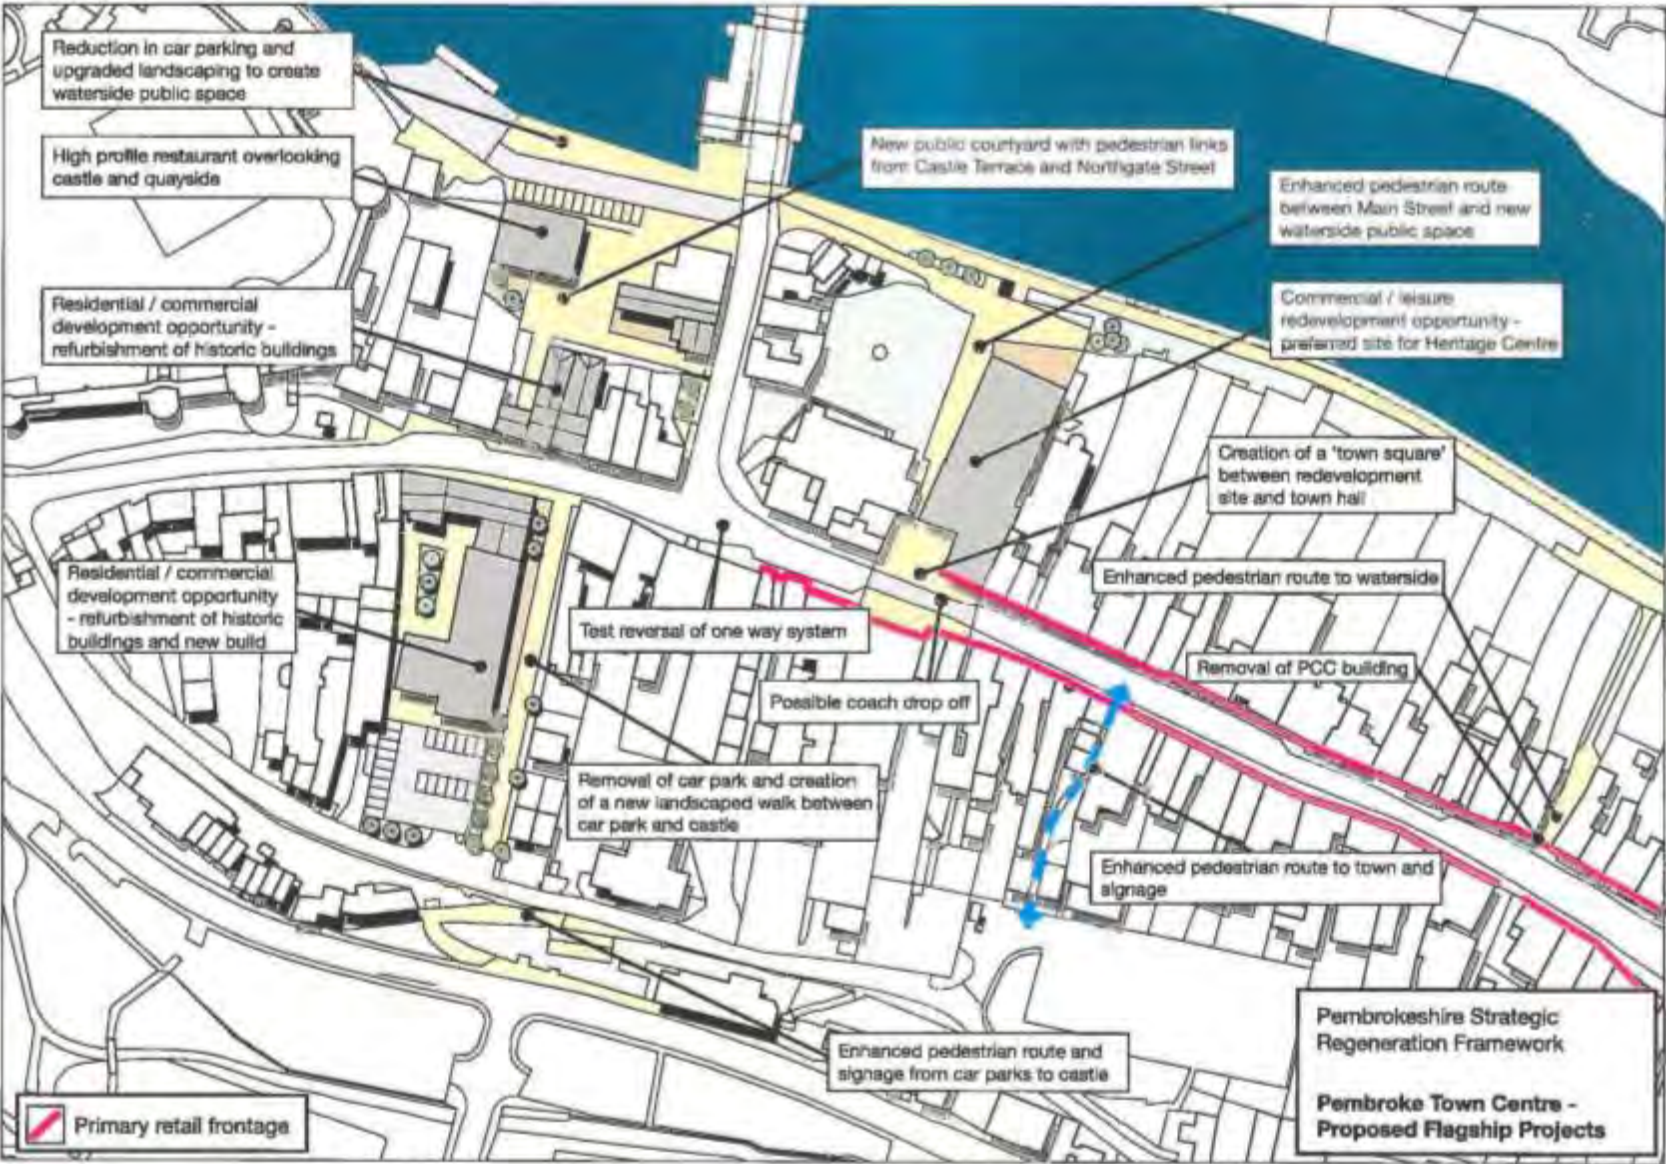 Reduction in car parking and
upgraded landscaping to create
waterside public space
High profile restaurant overlooking
castle and quayside
New public courtyard with pedestrian links
from Castle Terrace and Northgate Street
Enhanced pedestrian route
between Main Street and new
waterside public space
Residential / commercial
development opportunity -
refurbishment of historic buildings
Commercial / leisure
redevelopment opportunity -
preferred site for Heritage Centre
Creation of a 'town square'
between redevelopment
site and town hall
Residential / commercial
development opportunity
- refurbishment of historic
buildings and new build
Enhanced pedestrian route to waterside
Test reversal of one way system
Removal of PCC building
Possible coach drop off
Removal of car park and creation
of a new landscaped walk between
car park and castle
Enhanced pedestrian route to town and
signage
Enhanced pedestrian route and
signage from car parks to castle
Primary retail frontage
Pembrokeshire Strategic
Regeneration Framework
Pembroke Town Centre -
Proposed Flagship Projects